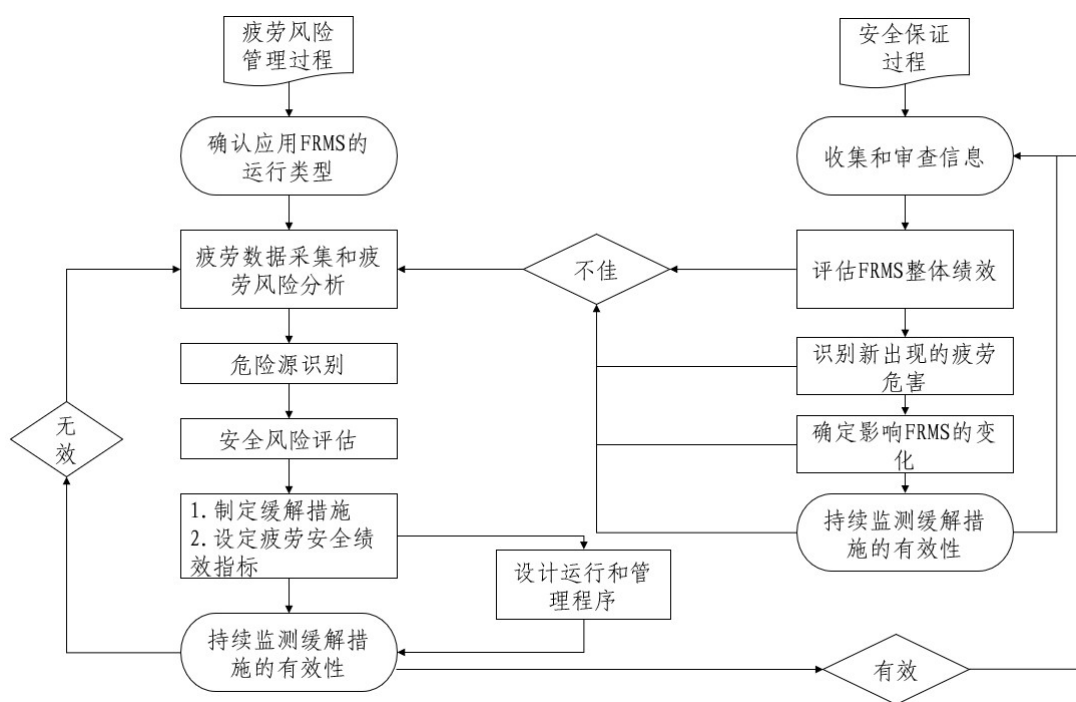 疲劳风险
管理过程
确认应用FRMS的
运行类型
疲劳数据采集和疲
劳风险分析
危险源识别
安全风险评估
1.制定缓解措施
2.设定疲劳安全绩
效指标
设计运行和管
理程序
持续监测缓解措
施的有效性
无
效
不佳
有效
安全保证
过程
收集和审查信息
评估FRMS整体绩效
识别新出现的疲劳
危害
确定影响FRMS的变
化
持续监测缓解措
施的有效性